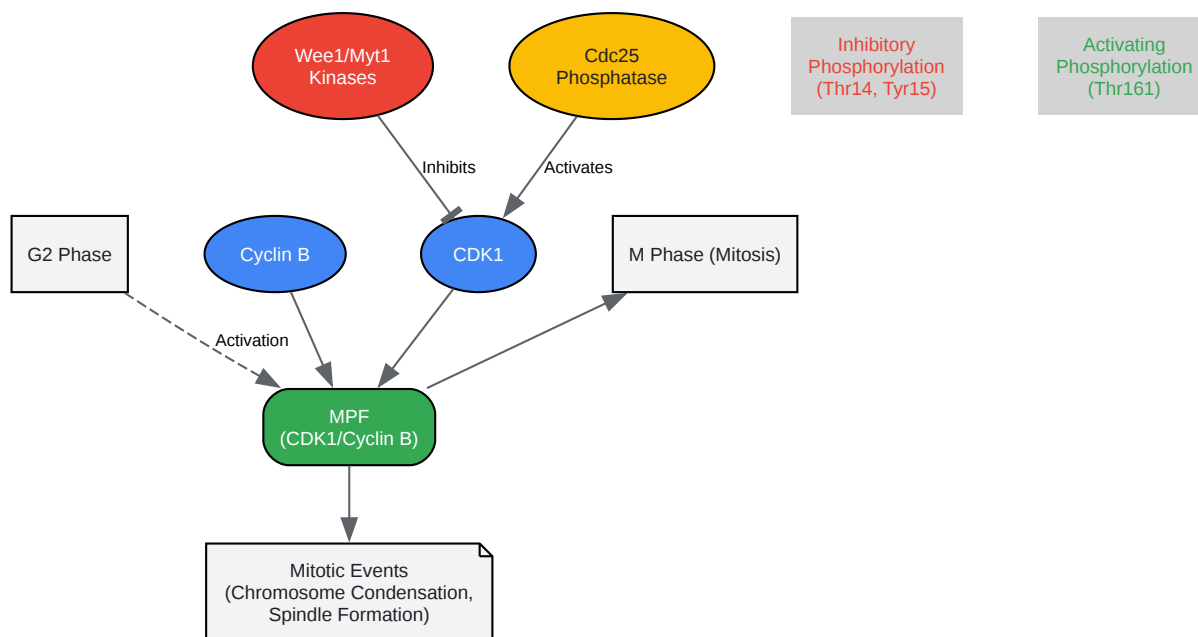 Wee1/Myt1
Kinases
Cdc25
Phosphatase
Inhibitory
Phosphorylation
(Thr14, Tyr15)
Activating
Phosphorylation
(Thr161)
Inhibits
Activates
G2 Phase
Cyclin B
CDK1
M Phase (Mitosis)
Activation
MPF
(CDK1/Cyclin B)
Mitotic Events
(Chromosome Condensation,
Spindle Formation)